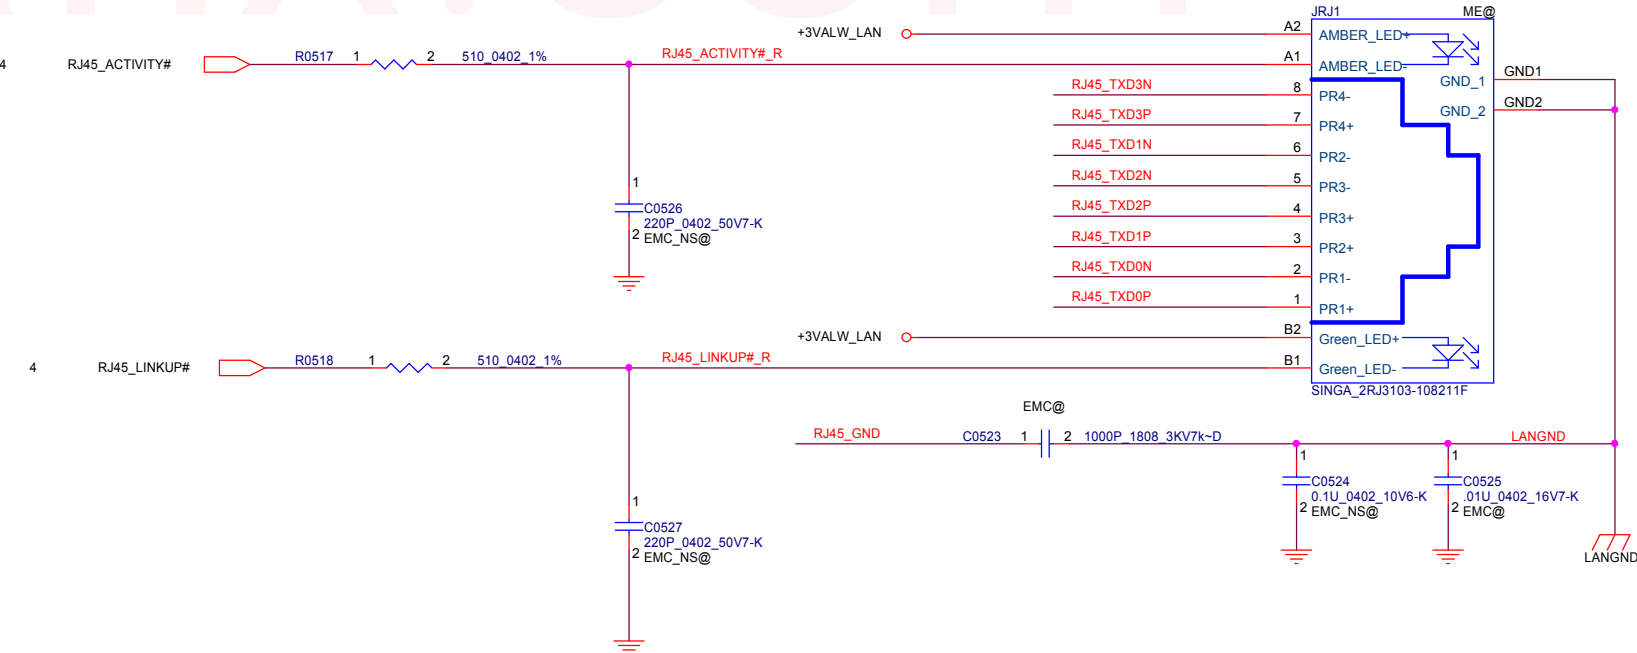 JRJ1 ME@
+3VALW_LAN A2 AMBER_LED+
4 RJ45_ACTIVITY# R0517 1 2 510_0402_1% RJ45_ACTIVITY#_R A1 AMBER_LED-
GND_1 GND1
RJ45_TXD3N 8 PR4-
GND_2 GND2
RJ45_TXD3P 7 PR4+
RJ45_TXD1N 6 PR2-
RJ45_TXD2N 5 PR3-
RJ45_TXD2P 4 PR3+
RJ45_TXD1P 3 PR2+
RJ45_TXD0N 2 PR1-
RJ45_TXD0P 1 PR1+
1
C0526
220P_0402_50V7-K
2 EMC_NS@
+3VALW_LAN B2 Green_LED+
4 RJ45_LINKUP# R0518 1 2 510_0402_1% RJ45_LINKUP#_R B1 Green_LED-
SINGA_2RJ3103-108211F
EMC@
RJ45_GND C0523 1 2 1000P_1808_3KV7k~D LANGND
1
C0524
0.1U_0402_10V6-K
2 EMC_NS@
1
C0525
.01U_0402_16V7-K
2 EMC@
1
C0527
220P_0402_50V7-K
2 EMC_NS@
LANGND